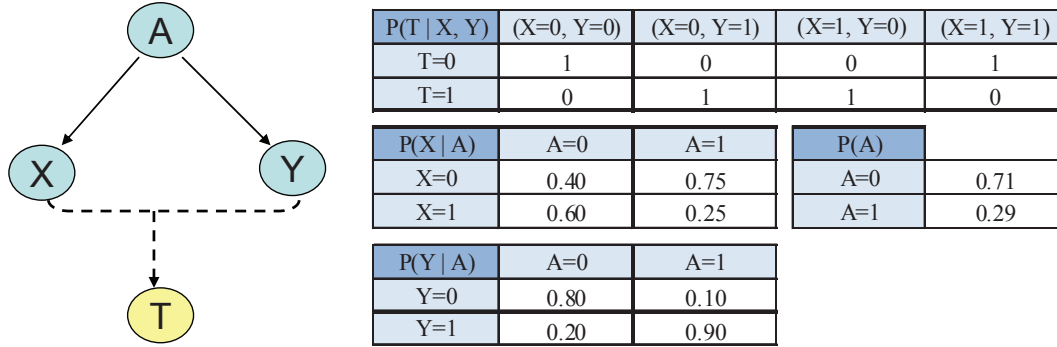 A
X
Y
T
P(T | X, Y) (X=0, Y=0) (X=0, Y=1) (X=1, Y=0) (X=1, Y=1)
T=0 1 0 0 1
T=1 0 1 1 0
P(X | A) A=0 A=1
X=0 0.40 0.75
X=1 0.60 0.25
P(A)
A=0 0.71
A=1 0.29
P(Y | A) A=0 A=1
Y=0 0.80 0.10
Y=1 0.20 0.90